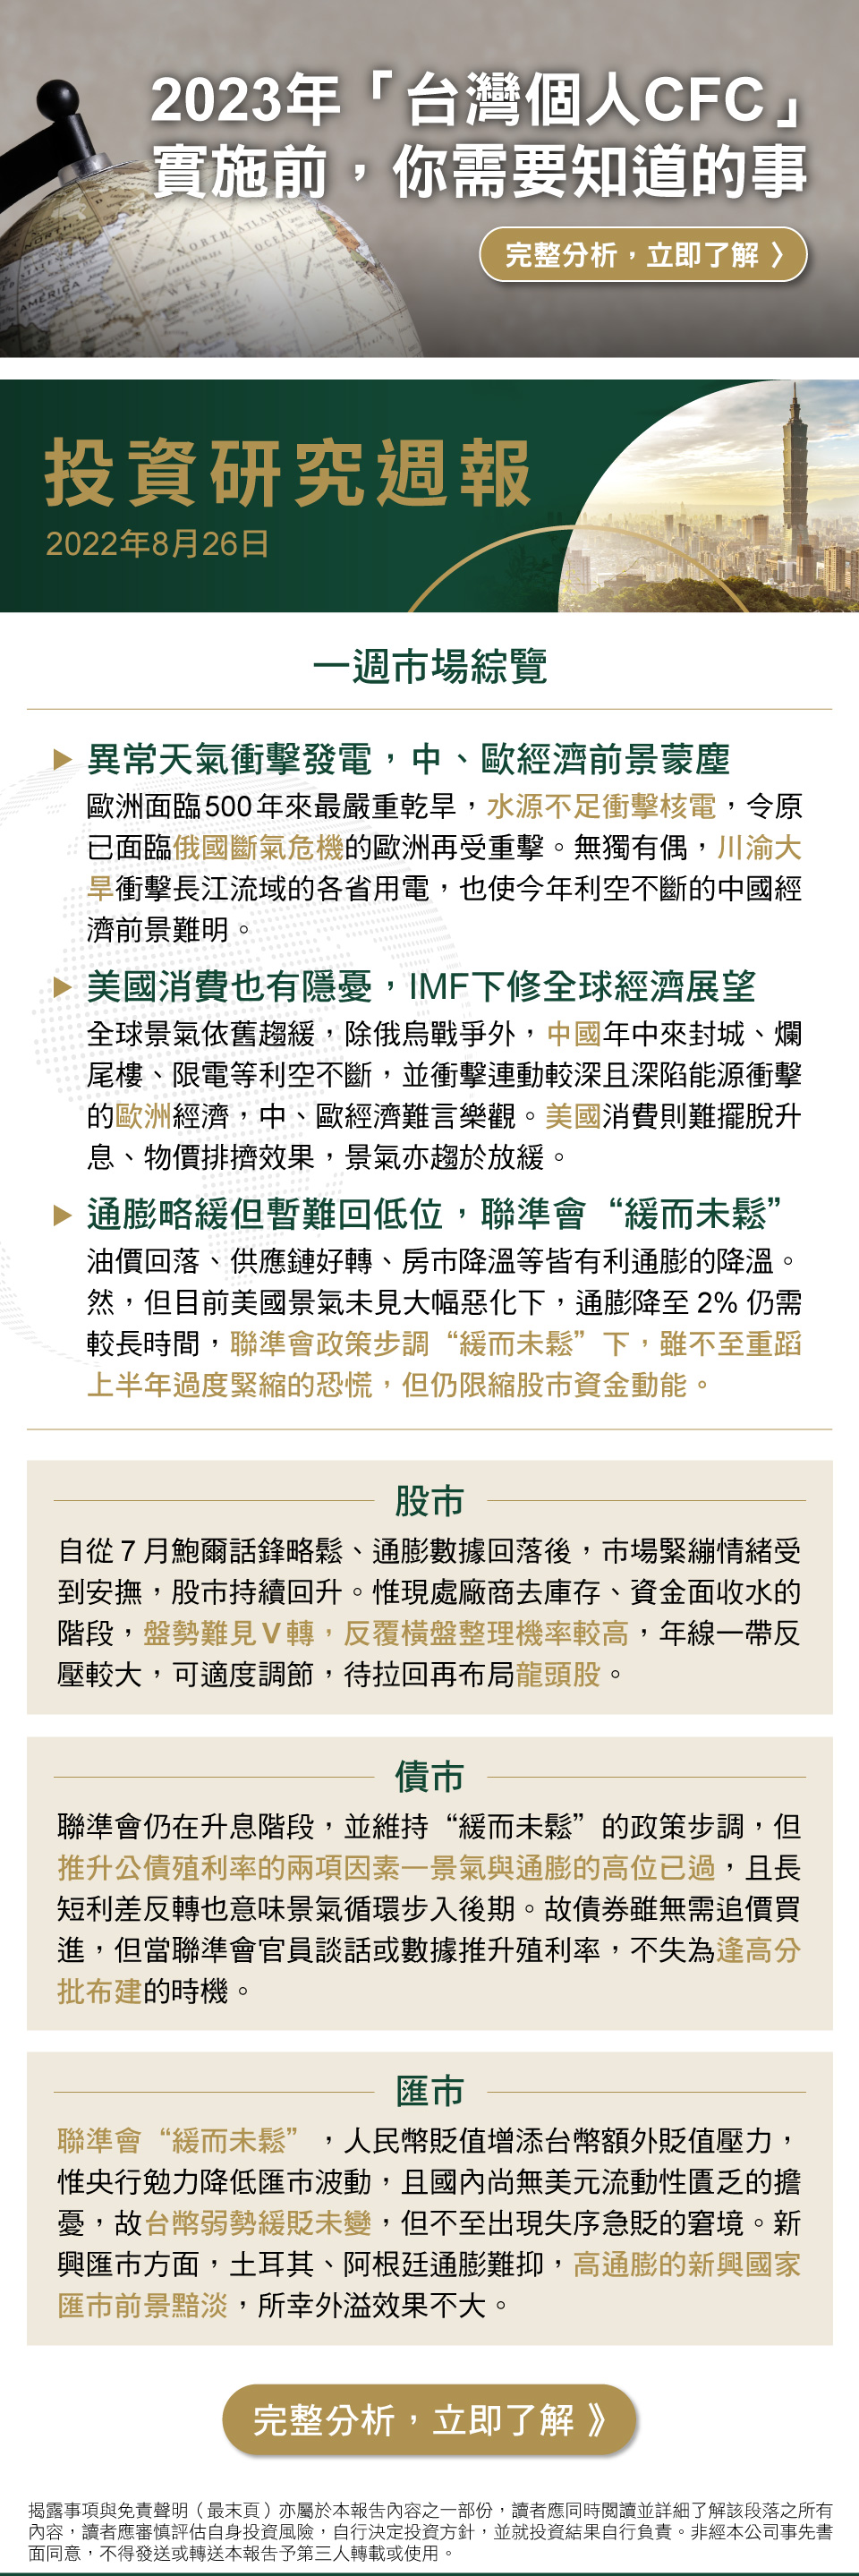 2023年「台灣個人CFC」
實施前，你需要知道的事
完整分析，立即了解 〉
投資研究週報
2022年8月26日
一週市場綜覽
▶ 異常天氣衝擊發電，中、歐經濟前景蒙塵
歐洲面臨500年來最嚴重乾旱，水源不足衝擊核電，令原
已面臨俄國斷氣危機的歐洲再受重擊。無獨有偶，川渝大
旱衝擊長江流域的各省用電，也使今年利空不斷的中國經
濟前景難明。
▶ 美國消費也有隱憂，IMF下修全球經濟展望
全球景氣依舊趨緩，除俄烏戰爭外，中國年中來封城、爛
尾樓、限電等利空不斷，並衝擊連動較深且深陷能源衝擊
的歐洲經濟，中、歐經濟難言樂觀。美國消費則難擺脫升
息、物價排擠效果，景氣亦趨於放緩。
▶ 通膨略緩但暫難回低位，聯準會“緩而未鬆”
油價回落、供應鏈好轉、房市降溫等皆有利通膨的降溫。
然，但目前美國景氣未見大幅惡化下，通膨降至 2% 仍需
較長時間，聯準會政策步調“緩而未鬆”下，雖不至重蹈
上半年過度緊縮的恐慌，但仍限縮股市資金動能。
股市
自從 7 月鮑爾話鋒略鬆、通膨數據回落後，市場緊繃情緒受
到安撫，股市持續回升。惟現處廠商去庫存、資金面收水的
階段，盤勢難見 V 轉，反覆橫盤整理機率較高，年線一帶反
壓較大，可適度調節，待拉回再布局龍頭股。
債市
聯準會仍在升息階段，並維持“緩而未鬆”的政策步調，但
推升公債殖利率的兩項因素—景氣與通膨的高位已過，且長
短利差反轉也意味景氣循環步入後期。故債券雖無需追價買
進，但當聯準會官員談話或數據推升殖利率，不失為逢高分
批布建的時機。
匯市
聯準會“緩而未鬆”，人民幣貶值增添台幣額外貶值壓力，
惟央行勉力降低匯市波動，且國內尚無美元流動性匱乏的擔
憂，故台幣弱勢緩貶未變，但不至出現失序急貶的窘境。新
興匯市方面，土耳其、阿根廷通膨難抑，高通膨的新興國家
匯市前景黯淡，所幸外溢效果不大。
完整分析，立即了解 》
揭露事項與免責聲明（最末頁）亦屬於本報告內容之一部份，讀者應同時閱讀並詳細了解該段落之所有
內容，讀者應審慎評估自身投資風險，自行決定投資方針，並就投資結果自行負責。非經本公司事先書
面同意，不得發送或轉送本報告予第三人轉載或使用。